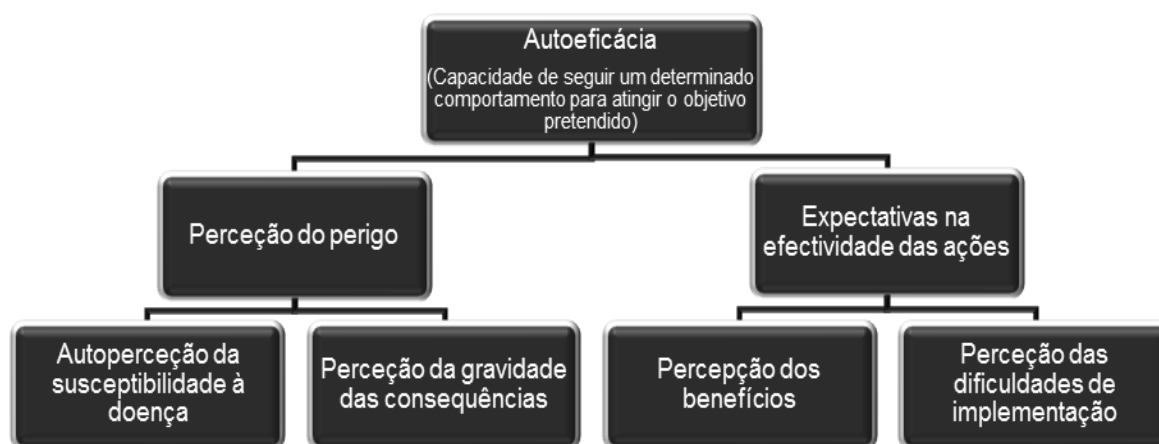 Autoeficácia
(Capacidade de seguir um determinado
comportamento para atingir o objetivo
pretendido)
Perceção do perigo
Expectativas na
efectividade das ações
Autoperceção da
susceptibilidade à
doença
Perceção da gravidade
das consequências
Percepção dos
benefícios
Perceção das
dificuldades de
implementação